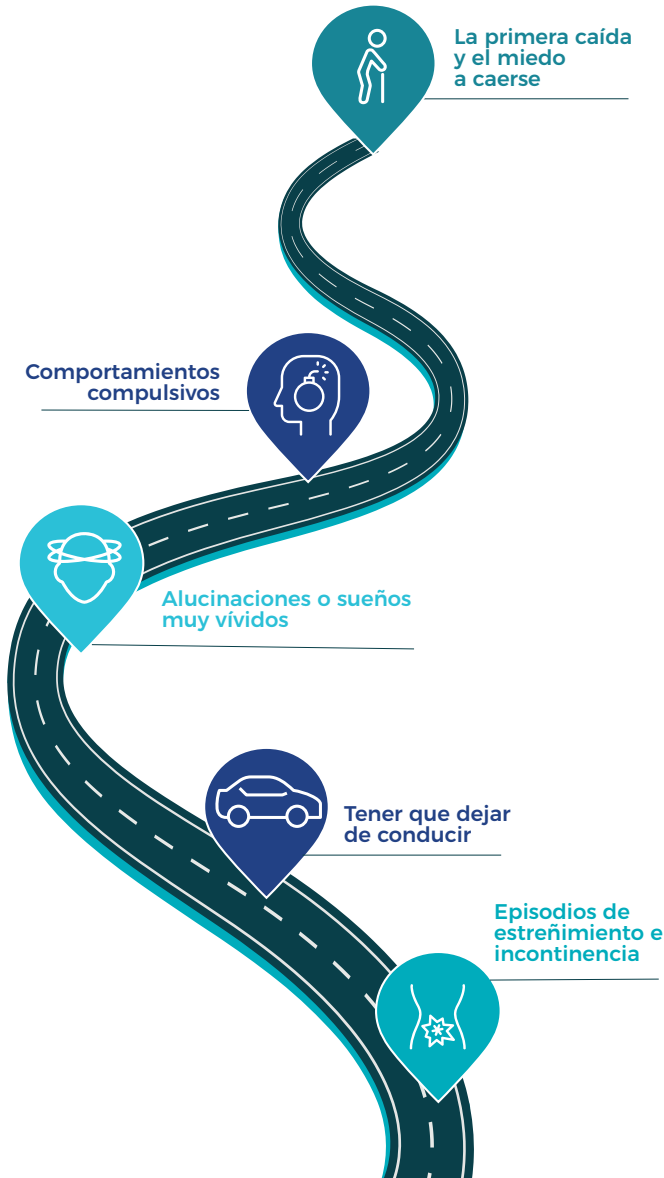 La primera caída
y el miedo
a caerse
Comportamientos
compulsivos
Alucinaciones o sueños
muy vívidos
Tener que dejar
de conducir
Episodios de
estreñimiento e
incontinencia